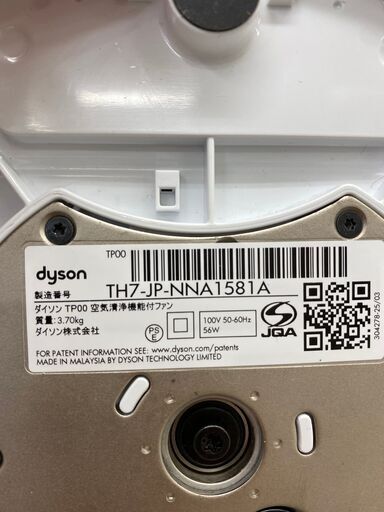 TP00
dyson
製造番号 TH7-JP-NNA1581A
ダイソン TP00 空気清浄機能付ファン
質量: 3.70kg
ダイソン株式会社
PS
E
100V 50-60Hz
56W
JQA
FOR PATENT INFORMATION SEE: www.dyson/patents
MADE IN MALAYSIA BY DYSON TECHNOLOGY LIMITED
304278-25/03